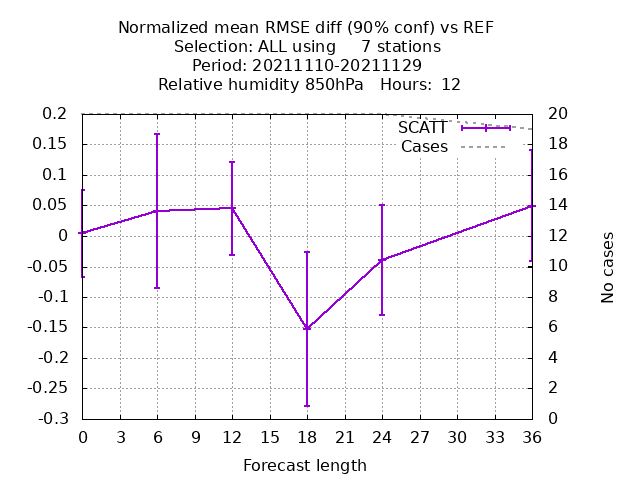 Normalized mean RMSE diff (90% conf) vs REF
Selection: ALL using     7 stations
Period: 20211110-20211129
Relative humidity 850hPa   Hours:  12
0.2
0.15
0.1
0.05
0
-0.05
-0.1
-0.15
-0.2
-0.25
-0.3
SCATT
Cases
20
18
16
14
12
10
8
6
4
2
0
No cases
0 3 6 9 12 15 18 21 24 27 30 33 36
Forecast length